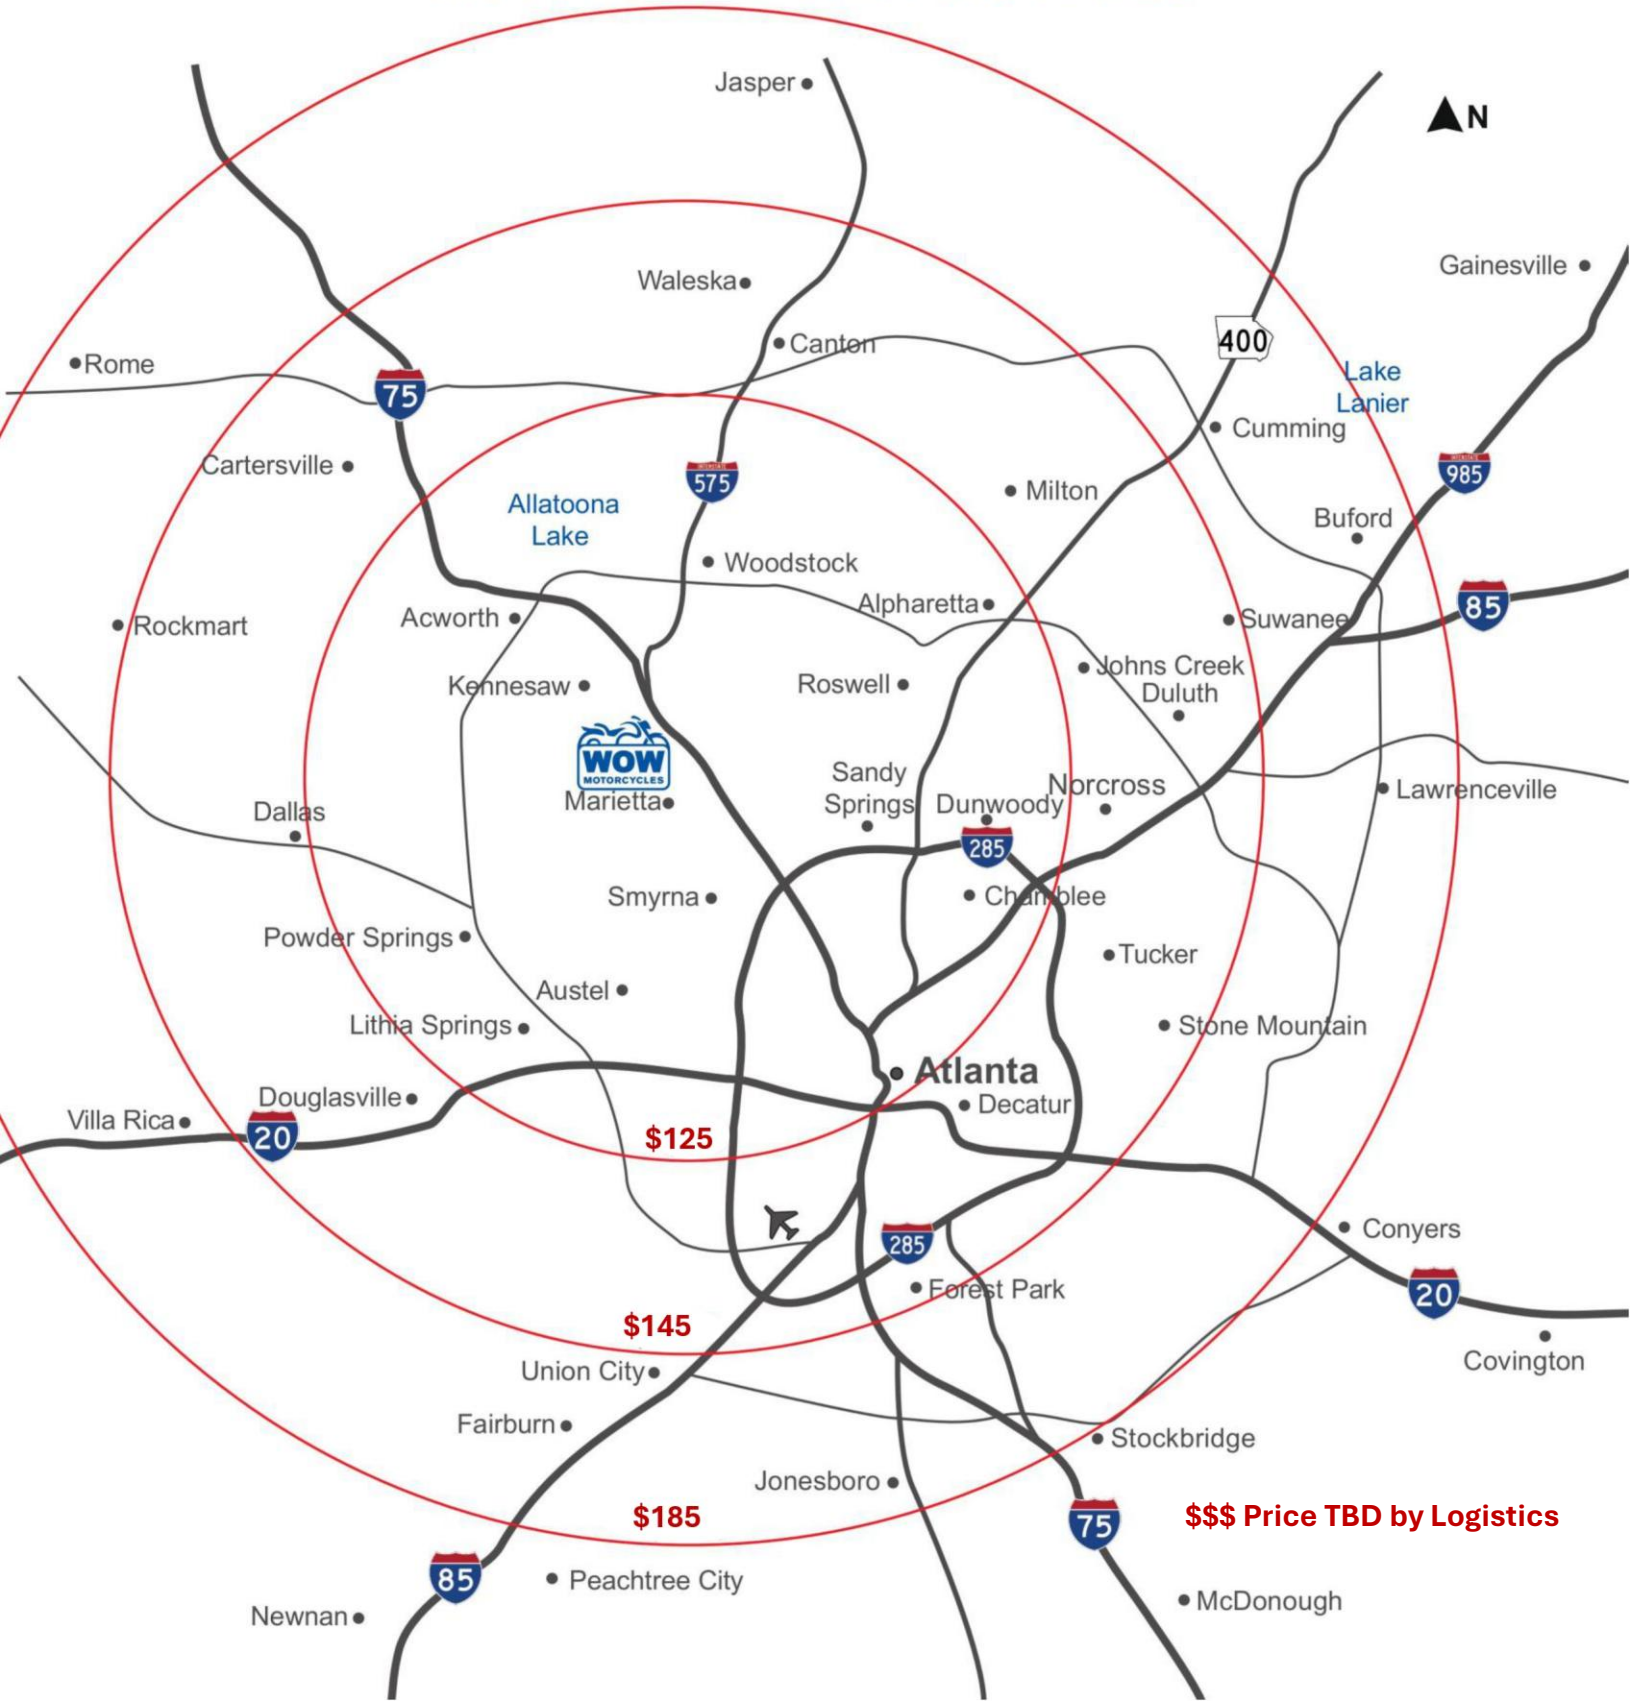 Jasper
N
Waleska
Gainesville
Canton
400
Rome
Lake
Lanier
75
Cumming
Cartersville
INTERSTATE
575
INTERSTATE
985
Milton
Allatoona
Lake
Buford
Woodstock
Alpharetta
85
Acworth
Suwanee
Rockmart
Johns Creek
Kennesaw
Roswell
Duluth
WOW
MOTORCYCLES
Sandy
Springs
Norcross
Lawrenceville
Marietta
Dunwoody
Dallas
285
Smyrna
Chamblee
Powder Springs
Tucker
Austel
Lithia Springs
Stone Mountain
Atlanta
Douglasville
Decatur
Villa Rica
20
$125
Conyers
285
Forest Park
20
$145
Covington
Union City
Fairburn
Stockbridge
Jonesboro
$185
75
$$$ Price TBD by Logistics
85
Peachtree City
McDonough
Newnan